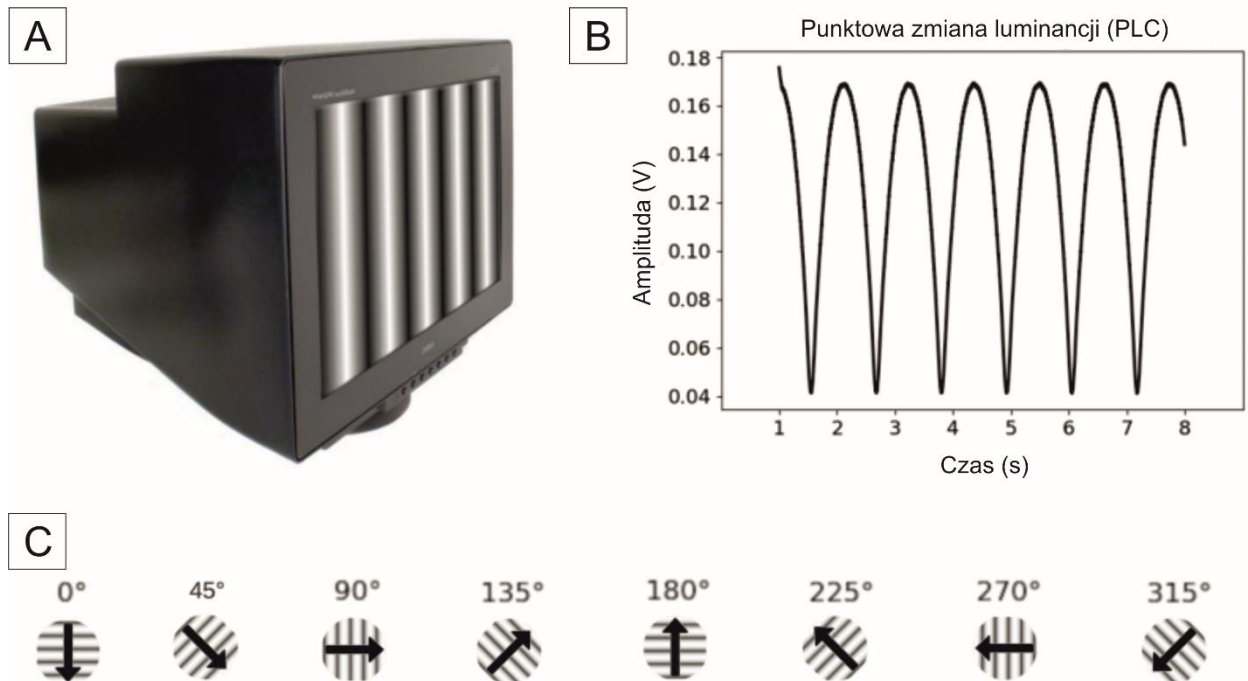 A
B
Punktowa zmiana luminancji (PLC)
0.18
0.16
0.14
0.12
0.10
0.08
0.06
0.04
Amplituda (V)
1 2 3 4 5 6 7 8
Czas (s)
C
0° 45° 90° 135° 180° 225° 270° 315°